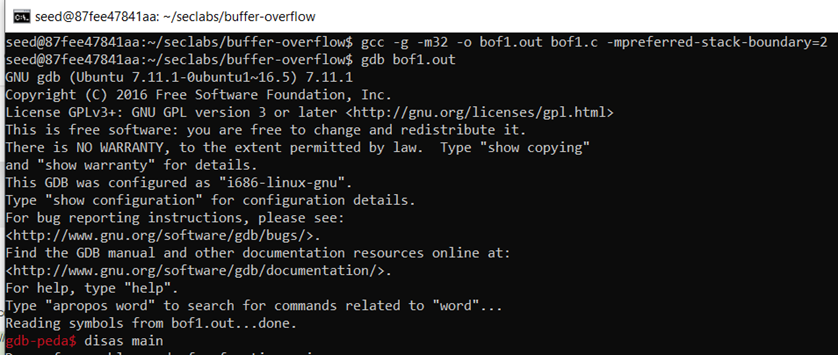 seed@87fee47841aa: ~/seclabs/buffer-overflow
seed@87fee47841aa:~/seclabs/buffer-overflow$ gcc -g -m32 -o bof1.out bof1.c -mpreferred-stack-boundary=2
seed@87fee47841aa:~/seclabs/buffer-overflow$ gdb bof1.out
GNU gdb (Ubuntu 7.11.1-0ubuntu1~16.5) 7.11.1
Copyright (C) 2016 Free Software Foundation, Inc.
License GPLv3+: GNU GPL version 3 or later <http://gnu.org/licenses/gpl.html>
This is free software: you are free to change and redistribute it.
There is NO WARRANTY, to the extent permitted by law.  Type "show copying"
and "show warranty" for details.
This GDB was configured as "i686-linux-gnu".
Type "show configuration" for configuration details.
For bug reporting instructions, please see:
<http://www.gnu.org/software/gdb/bugs/>.
Find the GDB manual and other documentation resources online at:
<http://www.gnu.org/software/gdb/documentation/>.
For help, type "help".
Type "apropos word" to search for commands related to "word"...
Reading symbols from bof1.out...done.
gdb-peda$ disas main